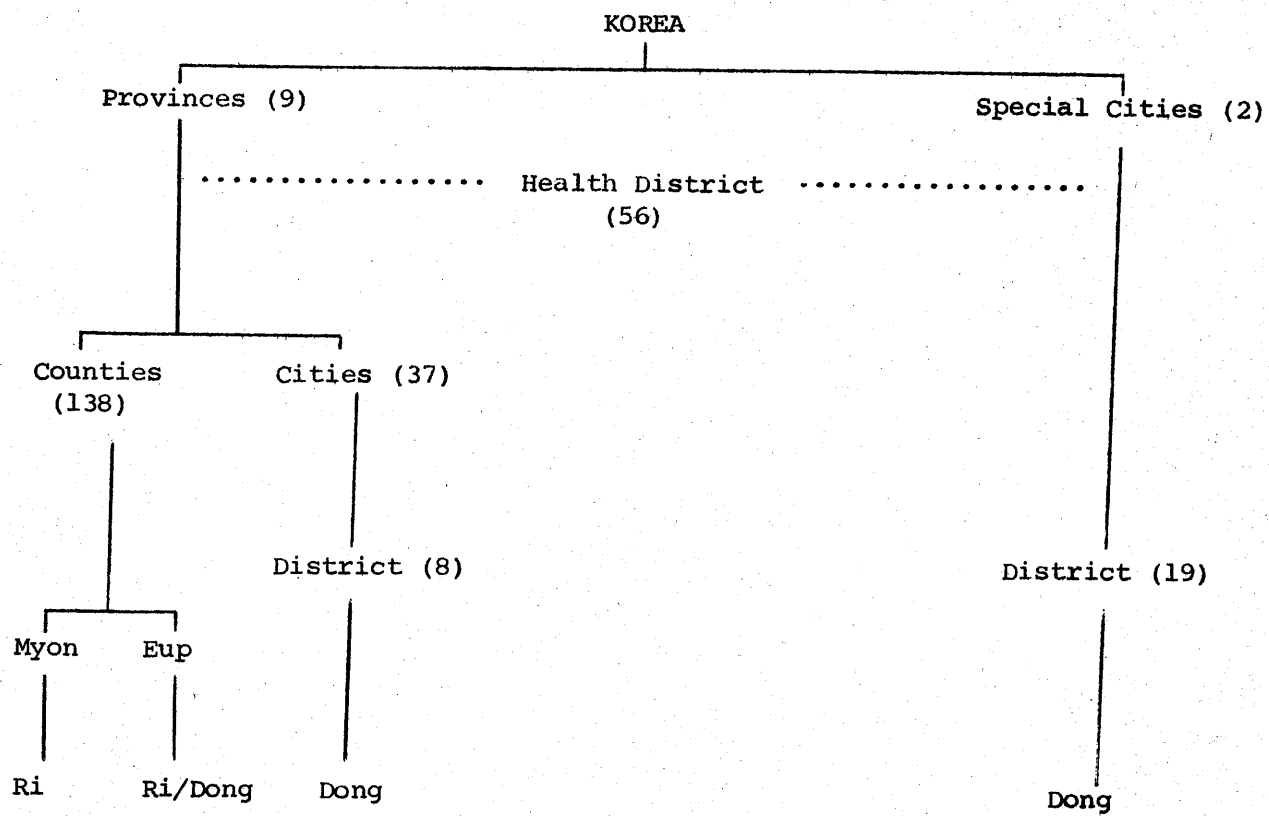 KOREA
Provinces (9)
Special Cities (2)
Health District
(56)
Counties
(138)
Cities (37)
District (8)
District (19)
Myon
Eup
Ri
Ri/Dong
Dong
Dong